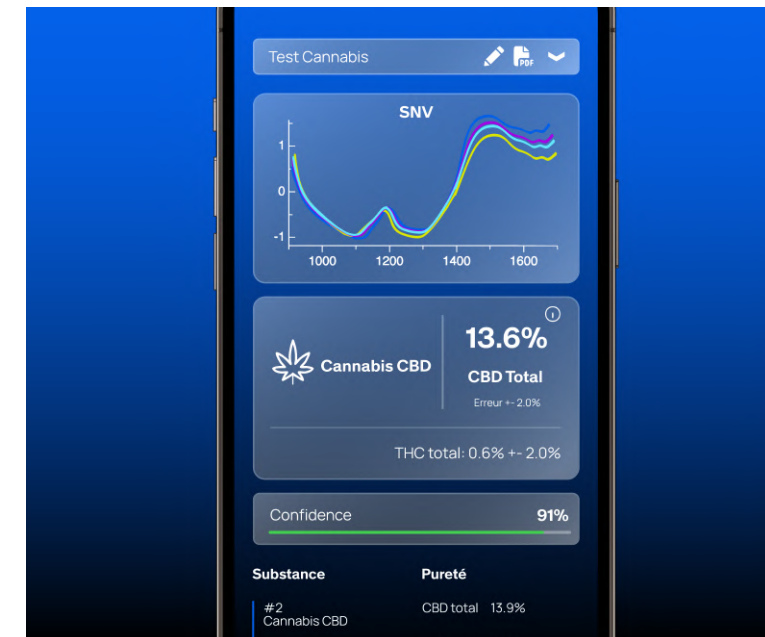 Test Cannabis
PDF
SNV
1
0
-1
1000 1200 1400 1600
Cannabis CBD
13.6%
CBD Total
Erreur +- 2.0%
THC total: 0.6% +- 2.0%
Confidence 91%
Substance Pureté
#2
Cannabis CBD
CBD total 13.9%